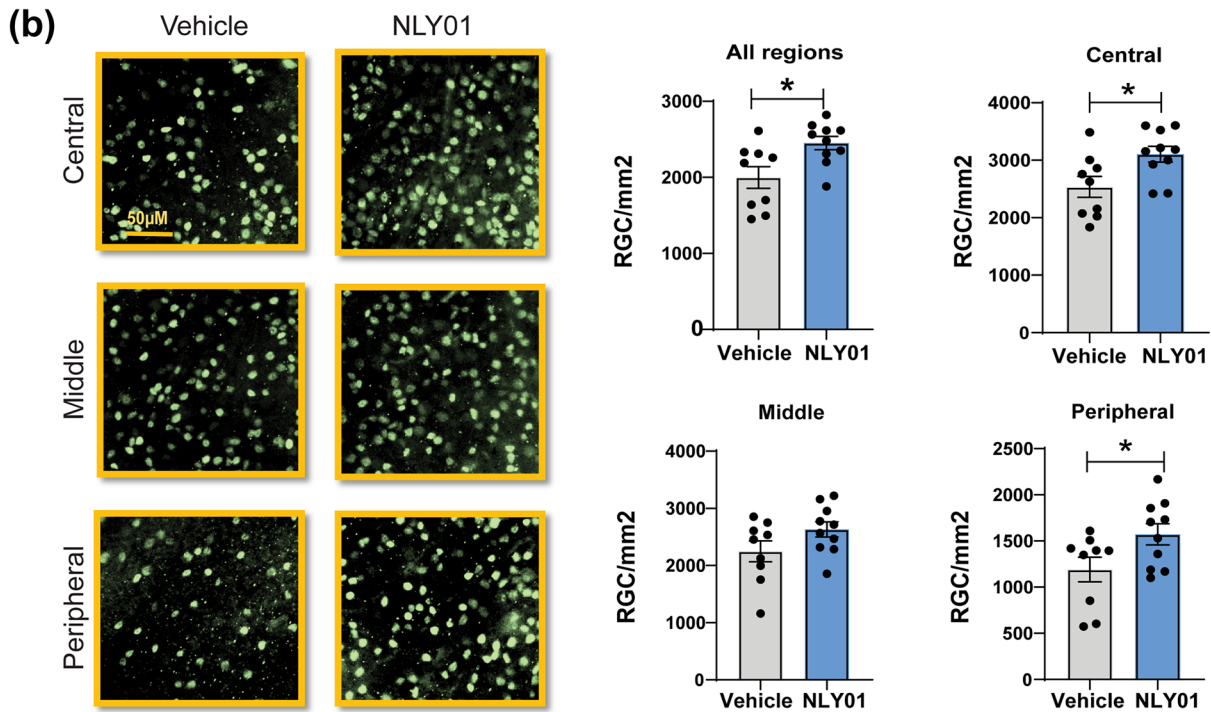 (b)
Vehicle NLY01
Central
50µM
Middle
Peripheral
All regions
*
RGC/mm2
3000
2000
1000
0
Vehicle NLY01
Central
*
RGC/mm2
4000
3000
2000
1000
0
Vehicle NLY01
Middle
RGC/mm2
4000
3000
2000
1000
0
Vehicle NLY01
Peripheral
*
RGC/mm2
2500
2000
1500
1000
500
0
Vehicle NLY01